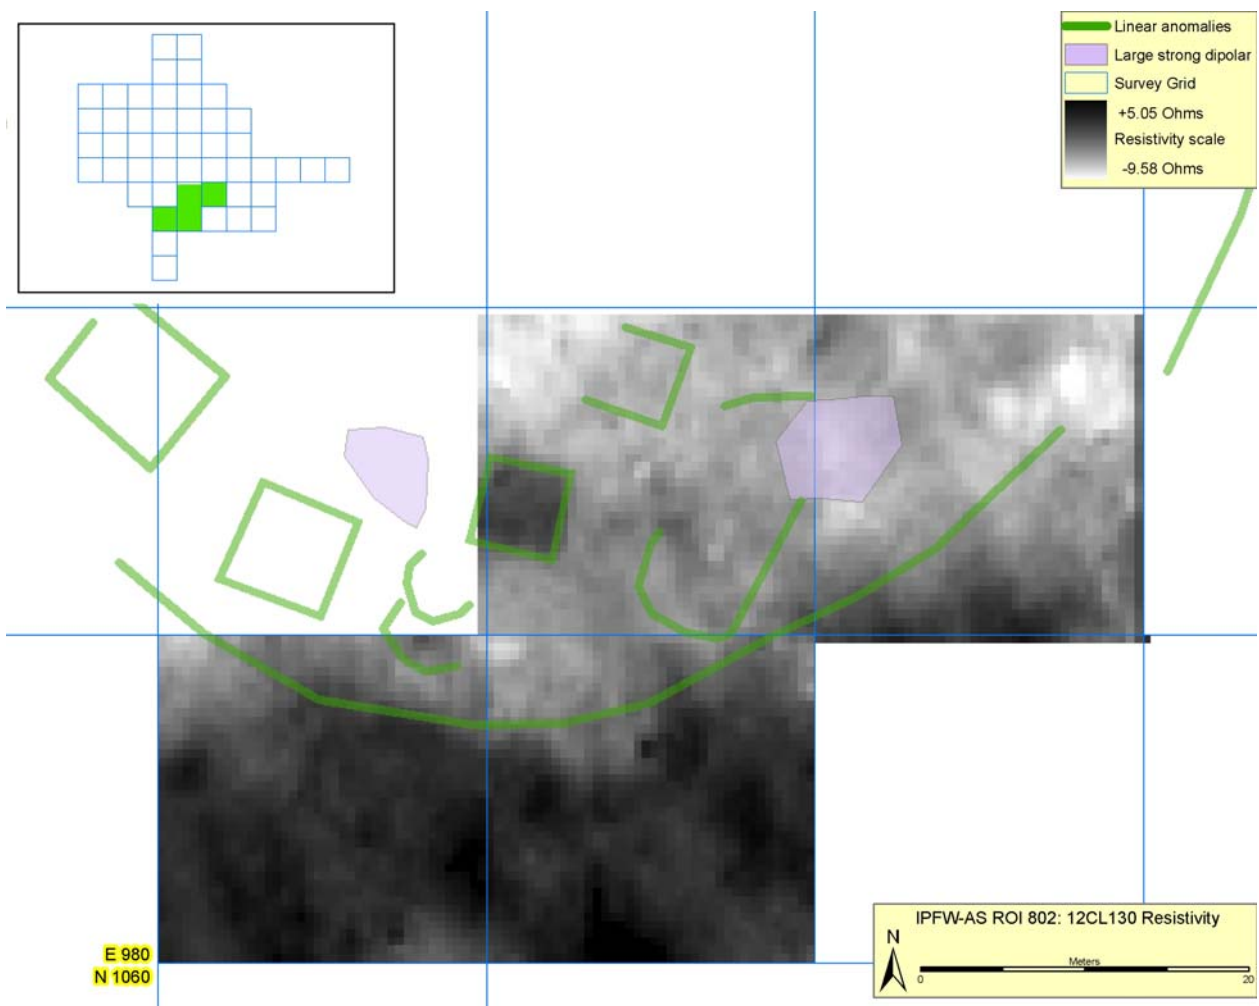 Linear anomalies
Large strong dipolar
Survey Grid
+5.05 Ohms
Resistivity scale
-9.58 Ohms
E 980
N 1060
IPFW-AS ROI 802: 12CL130 Resistivity
N
Meters
0 20